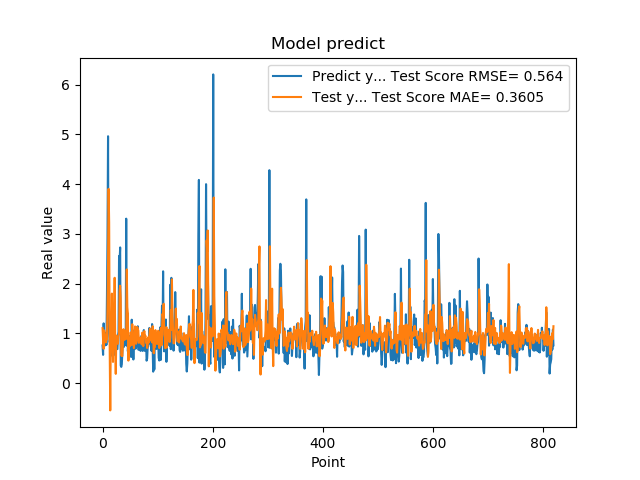 Model predict
Predict y... Test Score RMSE= 0.564
Test y... Test Score MAE= 0.3605
Real value
6
5
4
3
2
1
0
0 200 400 600 800
Point